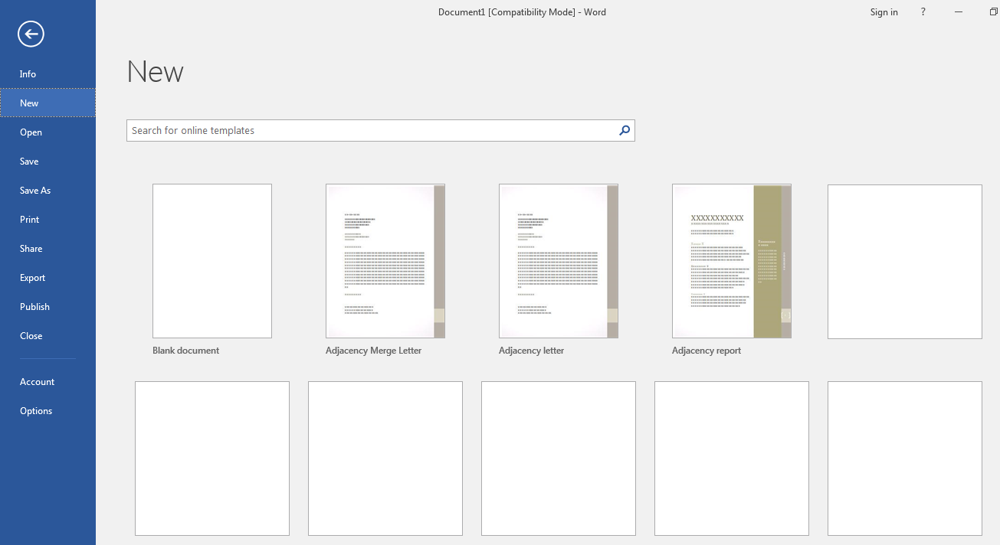 Document1 [Compatibility Mode] - Word
Sign in
?
Info
New
Open
Save
Save As
Print
Share
Export
Publish
Close
Account
Options
New
Search for online templates
XXXXXXXXXXX
Blank document
Adjacency Merge Letter
Adjacency letter
Adjacency report